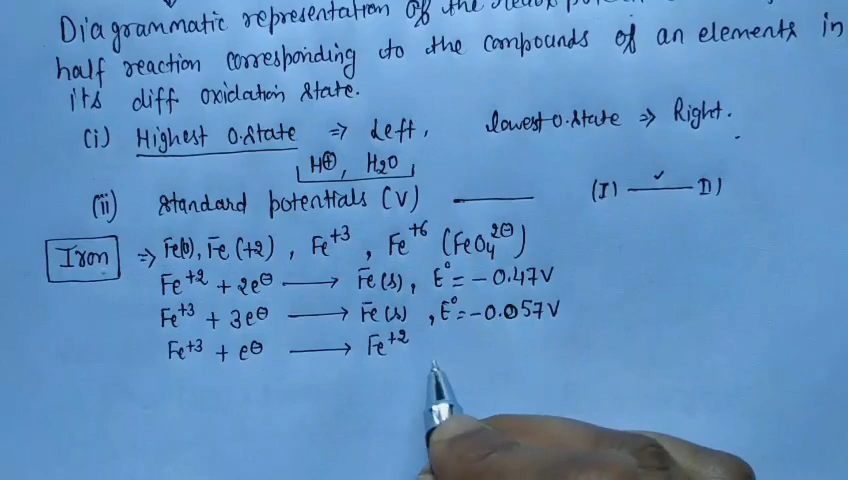 Diagrammatic representation of the
half reaction corresponding to the compounds of an elements in
its diff. oxidation state.
(i) Highest O.State ⇒ Left, lowest O.state ⇒ Right.
H⊕, H2O,
(ii) standard potentials (V) ——— (I) ——— D)
Iron ⇒ Fe(0), Fe(+2), Fe+3, Fe+6 (FeO4 2⊖)
Fe+2 + 2e⊖ ⟶ Fe(s), E°= -0.47V
Fe+3 + 3e⊖ ⟶ Fe(s), E°= -0.057V
Fe+3 + e⊖ ⟶ Fe+2